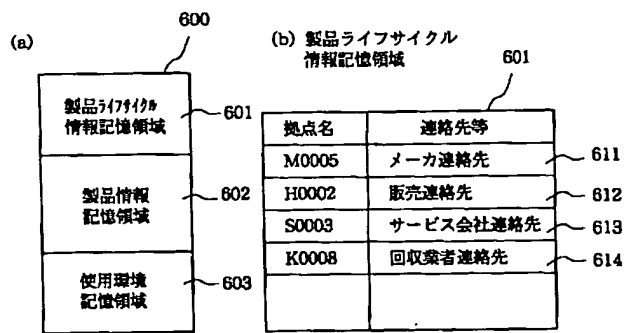 (a)
600
製品ライフサイクル
情報記憶領域
601
製品情報
記憶領域
602
使用環境
記憶領域
603
(b) 製品ライフサイクル
情報記憶領域
601
拠点名 連絡先等
M0005 メーカ連絡先 611
H0002 販売連絡先 612
S0003 サービス会社連絡先 613
K0008 回収業者連絡先 614